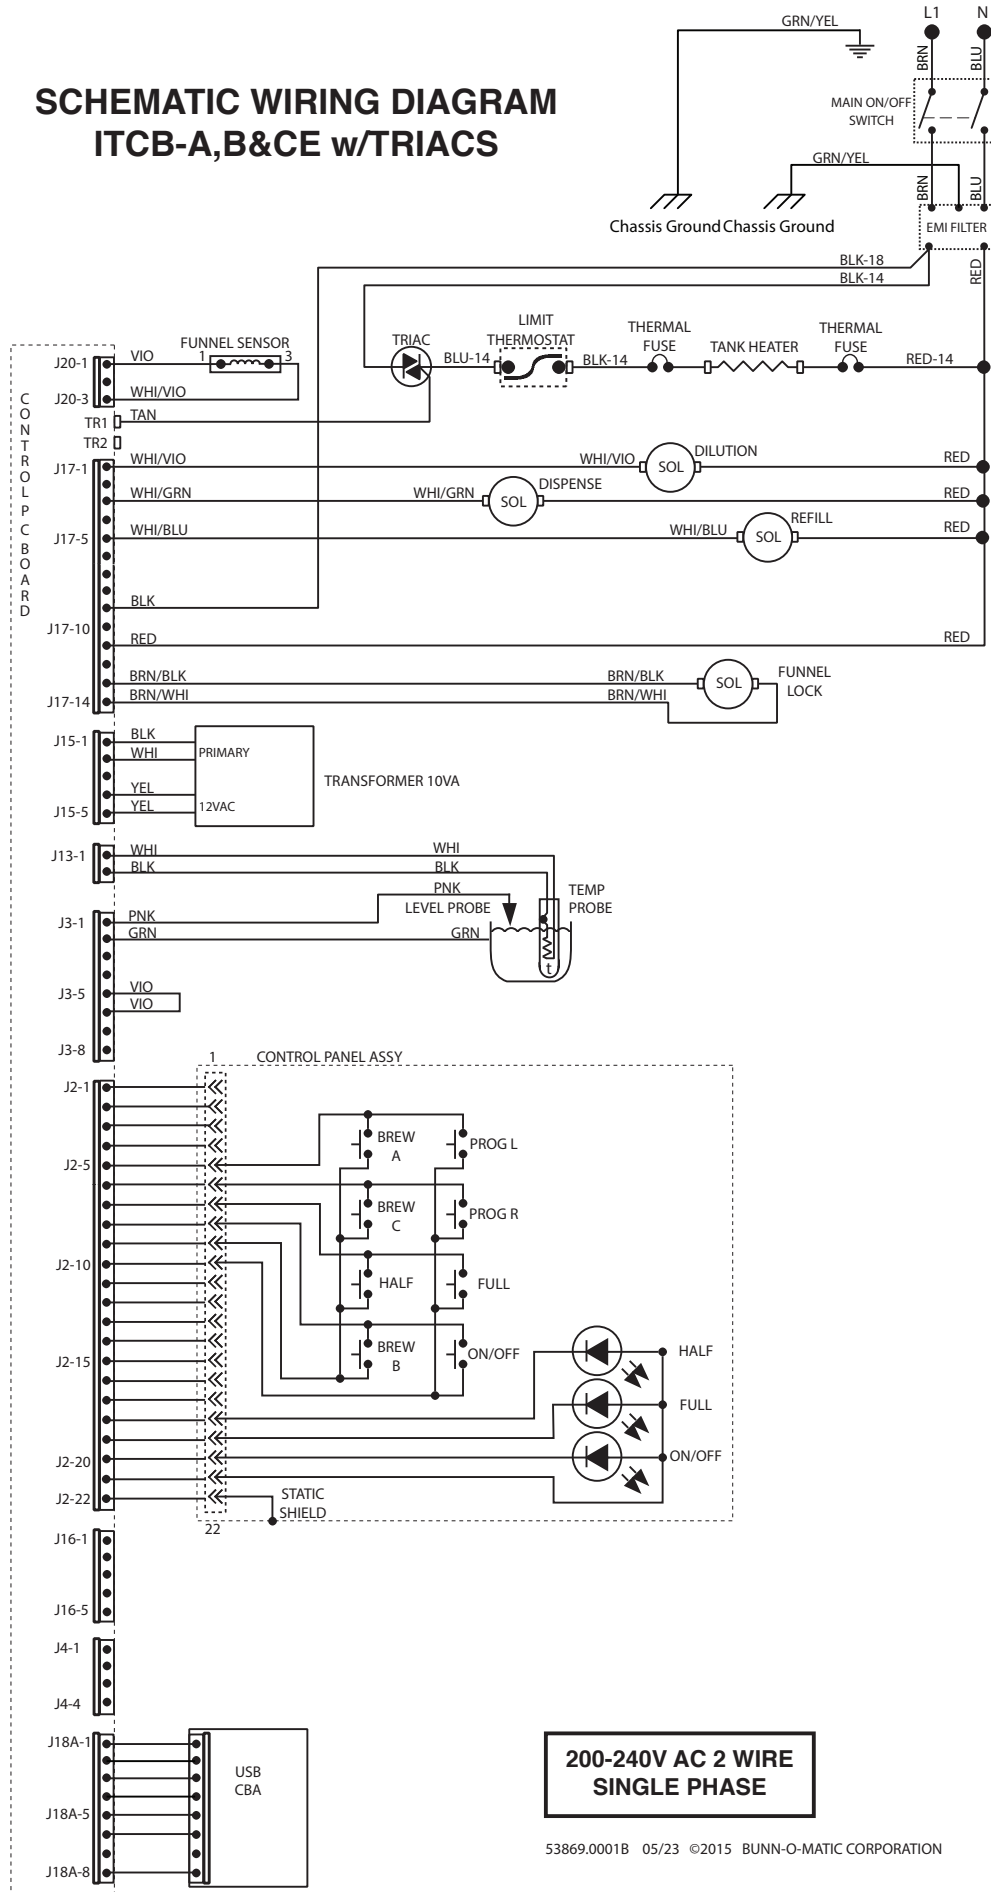 GRN/YEL
L1 N
BRN
BLU
SCHEMATIC WIRING DIAGRAM
ITCB-A,B&CE w/TRIACS
MAIN ON/OFF
SWITCH
GRN/YEL
BRN
BLU
Chassis Ground Chassis Ground
EMI FILTER
BLK-18
BLK-14
RED
LIMIT
THERMOSTAT
THERMAL
FUSE
THERMAL
FUSE
TRIAC
TANK HEATER
BLU-14
BLK-14
RED-14
CONTROL P C BOARD
J20-1
VIO
FUNNEL SENSOR
1 3
J20-3
WHI/VIO
TR1
TAN
TR2
J17-1
WHI/VIO
WHI/VIO
SOL
DILUTION
RED
WHI/GRN
WHI/GRN
SOL
DISPENSE
RED
J17-5
WHI/BLU
WHI/BLU
SOL
REFILL
RED
BLK
J17-10
RED
RED
BRN/BLK
BRN/BLK
SOL
FUNNEL
LOCK
J17-14
BRN/WHI
BRN/WHI
J15-1
BLK
WHI
PRIMARY
YEL
J15-5
YEL
12VAC
TRANSFORMER 10VA
J13-1
WHI
WHI
BLK
BLK
PNK
LEVEL PROBE
TEMP
PROBE
J3-1
PNK
GRN
GRN
t
J3-5
VIO
VIO
J3-8
1
CONTROL PANEL ASSY
J2-1
J2-5
J2-10
J2-15
J2-20
J2-22
BREW
A
PROG L
BREW
C
PROG R
HALF
FULL
BREW
B
ON/OFF
HALF
FULL
ON/OFF
STATIC
SHIELD
22
J16-1
J16-5
J4-1
J4-4
J18A-1
J18A-5
J18A-8
USB
CBA
200-240V AC 2 WIRE
SINGLE PHASE
53869.0001B 05/23 ©2015 BUNN-O-MATIC CORPORATION